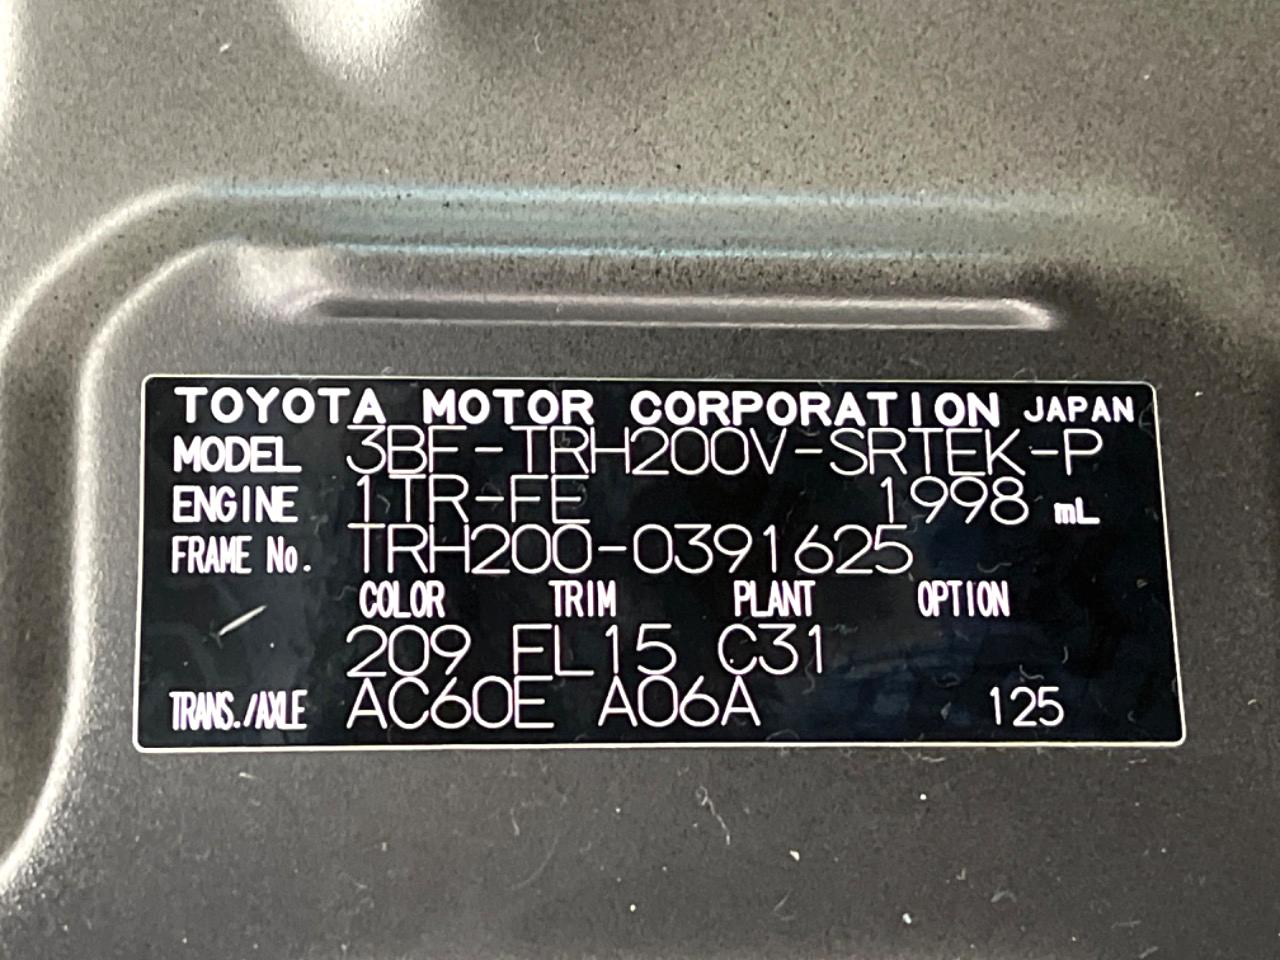 TOYOTA MOTOR CORPORATION JAPAN
MODEL 3BF-TRH200V-SRTEK-P
ENGINE 1TR-FE 1998 mL
FRAME No. TRH200-0391625
COLOR TRIM PLANT OPTION
209 FL15 C31
TRANS./AXLE AC60E A06A 125